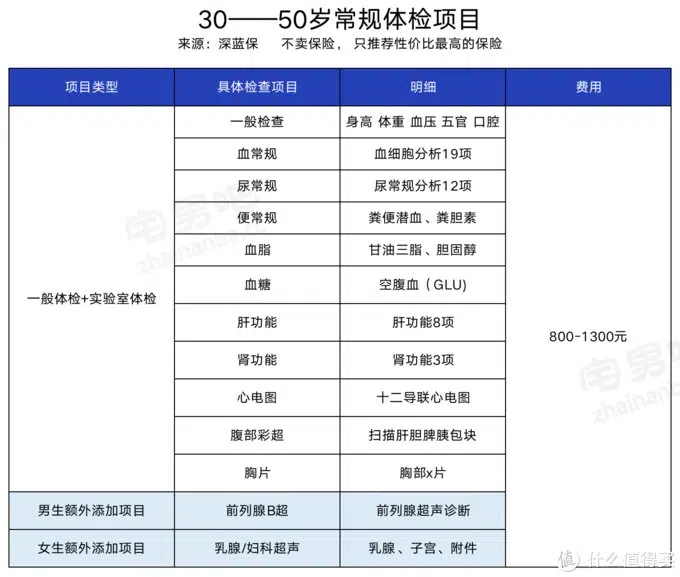 30——50岁常规体检项目
来源：深蓝保 不卖保险，只推荐性价比最高的保险
项目类型 具体检查项目 明细 费用
一般检查 身高 体重 血压 五官 口腔
血常规 血细胞分析19项
尿常规 尿常规分析12项
便常规 粪便潜血、粪胆素
血脂 甘油三脂、胆固醇
血糖 空腹血（GLU)
一般体检+实验室体检
肝功能 肝功能8项
800-1300元
肾功能 肾功能3项
心电图 十二导联心电图
腹部彩超 扫描肝胆脾胰包块
胸片 胸部x片
男生额外添加项目 前列腺B超 前列腺超声诊断
女生额外添加项目 乳腺/妇科超声 乳腺、子宫、附件
值 什么值得买